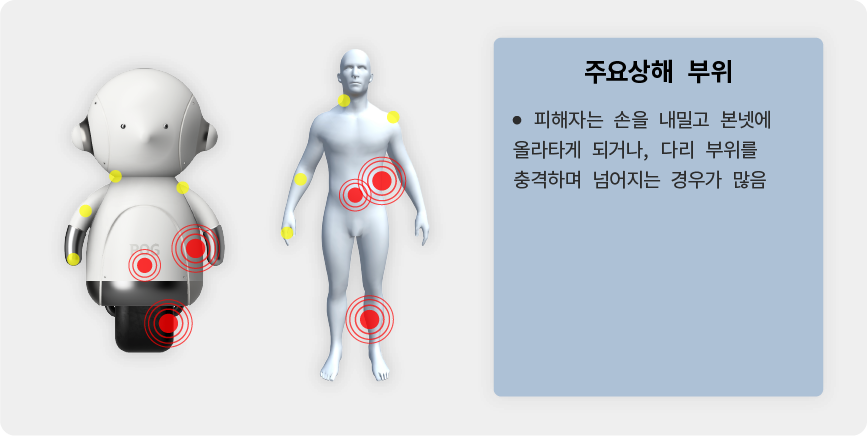 주요상해 부위
● 피해자는 손을 내밀고 본넷에
올라타게 되거나, 다리 부위를
충격하며 넘어지는 경우가 많음